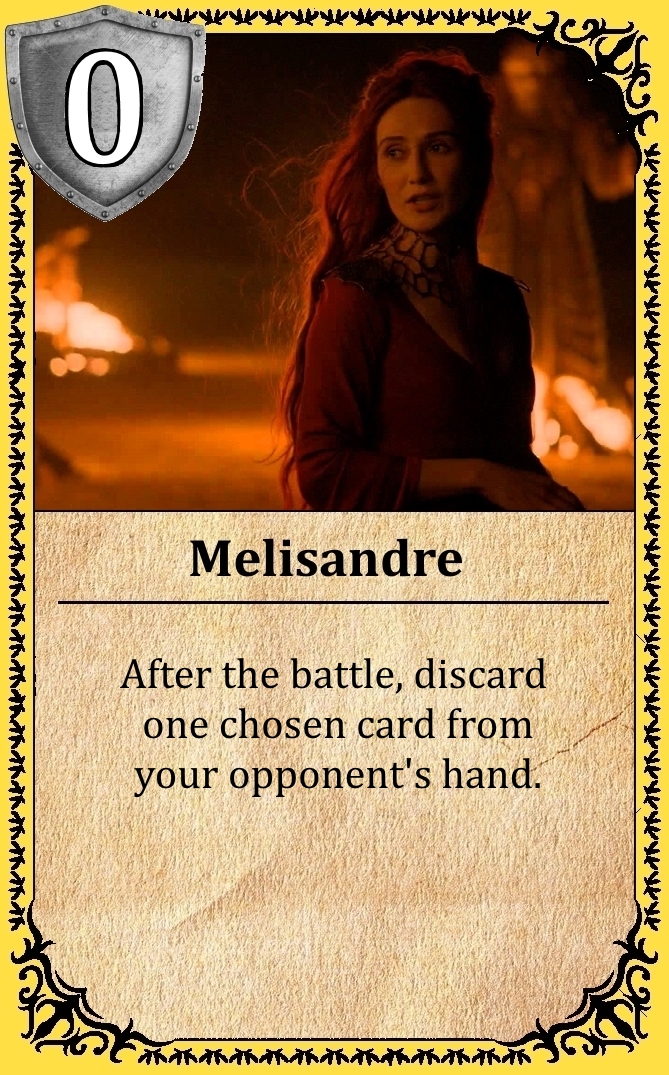 0
Melisandre
After the battle, discard
one chosen card from
your opponent's hand.